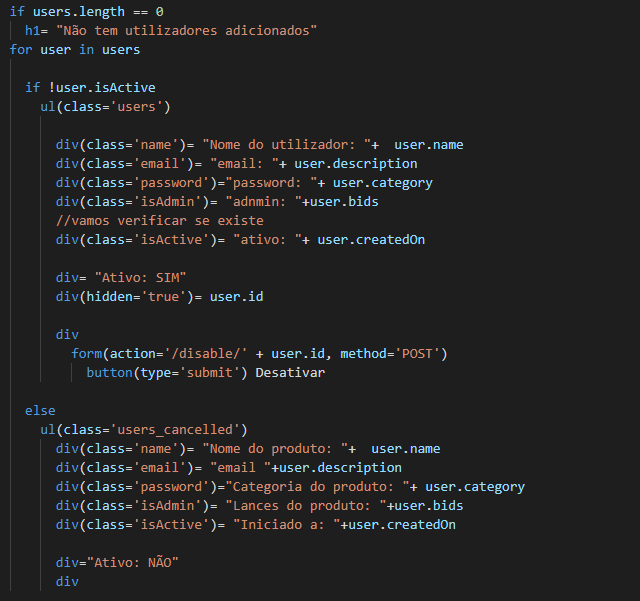 if users.length == 0
h1= "Não tem utilizadores adicionados"
for user in users
if !user.isActive
ul(class='users')
div(class='name')= "Nome do utilizador: "+  user.name
div(class='email')= "email: "+ user.description
div(class='password')="password: "+ user.category
div(class='isAdmin')= "adnmin: "+user.bids
//vamos verificar se existe
div(class='isActive')= "ativo: "+ user.createdOn
div= "Ativo: SIM"
div(hidden='true')= user.id
div
form(action='/disable/' + user.id, method='POST')
button(type='submit') Desativar
else
ul(class='users_cancelled')
div(class='name')= "Nome do produto: "+  user.name
div(class='email')= "email "+user.description
div(class='password')="Categoria do produto: "+ user.category
div(class='isAdmin')= "Lances do produto: "+user.bids
div(class='isActive')= "Iniciado a: "+user.createdOn
div="Ativo: NÃO"
div